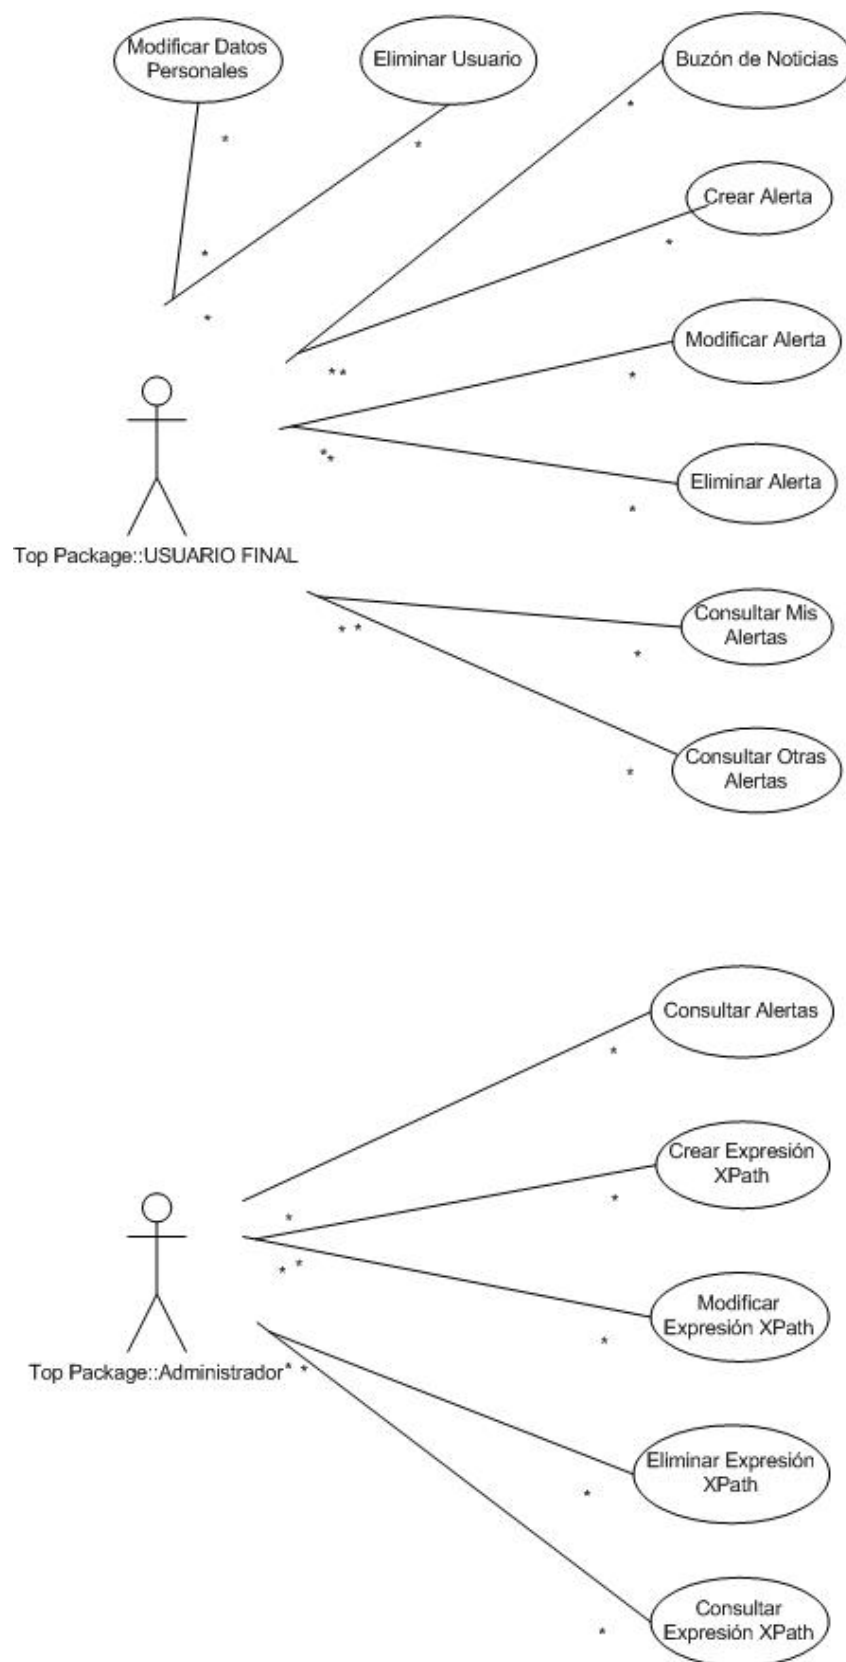 Modificar Datos
Personales
Eliminar Usuario
Buzón de Noticias
*
*
*
Crear Alerta
*
*
*
Modificar Alerta
**
*
Eliminar Alerta
**
*
Top Package::USUARIO FINAL
Consultar Mis
Alertas
* *
*
Consultar Otras
Alertas
*
Consultar Alertas
*
Crear Expresión
XPath
*
*
* *
Modificar
Expresión XPath
*
Top Package::Administrador
* *
Eliminar Expresión
XPath
*
Consultar
Expresión XPath
*